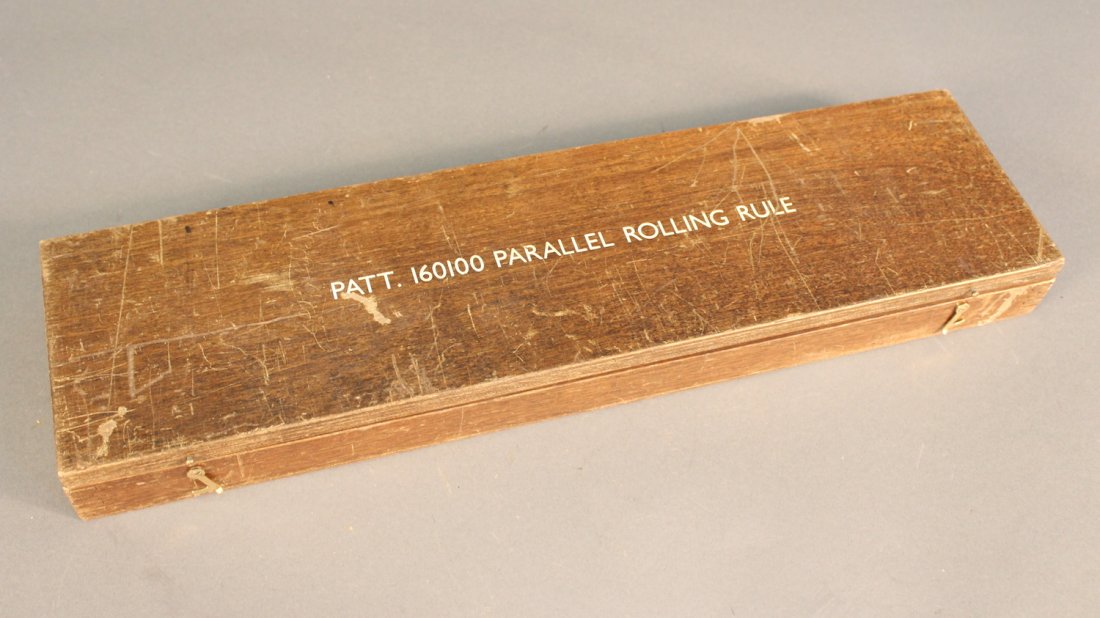 PATT. 160100 PARALLEL ROLLING RULE